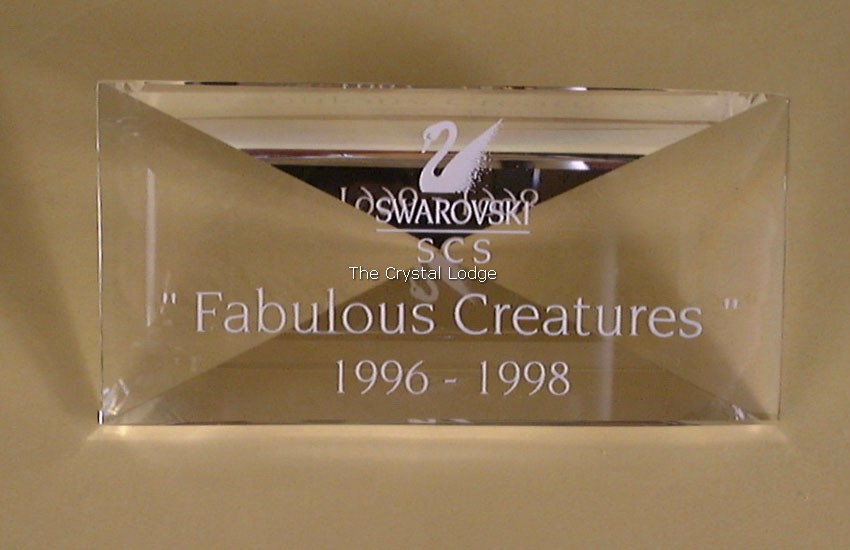 SWAROVSKI
SCS
The Crystal Lodge
" Fabulous Creatures "
1996 - 1998